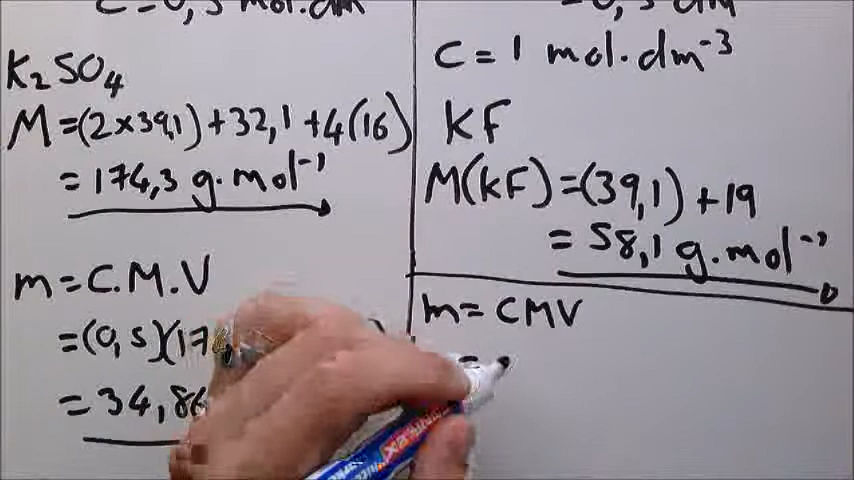 K₂SO₄
M = (2×39,1) + 32,1 + 4(16)
= 174,3 g·mol⁻¹
m = C.M.V
= (0,5)(174
= 34,86
C = 1 mol·dm⁻³
KF
M(KF) = (39,1) + 19
= 58,1 g·mol⁻¹
m = CMV
=